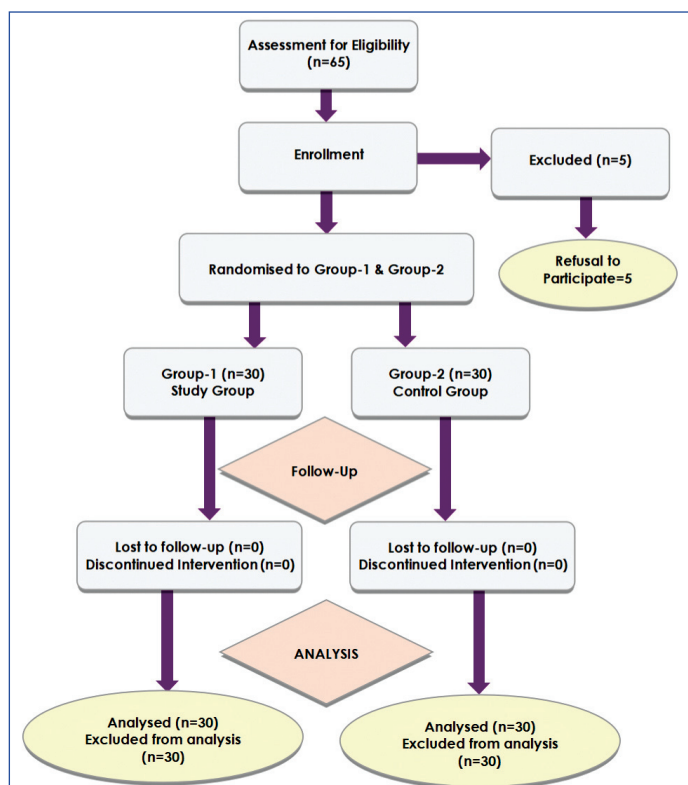 Assessment for Eligibility
(n=65)
Enrollment
Excluded (n=5)
Refusal to
Participate=5
Randomised to Group-1 & Group-2
Group-1 (n=30)
Study Group
Group-2 (n=30)
Control Group
Follow-Up
Lost to follow-up (n=0)
Discontinued Intervention (n=0)
Lost to follow-up (n=0)
Discontinued Intervention (n=0)
ANALYSIS
Analysed (n=30)
Excluded from analysis
(n=30)
Analysed (n=30)
Excluded from analysis
(n=30)